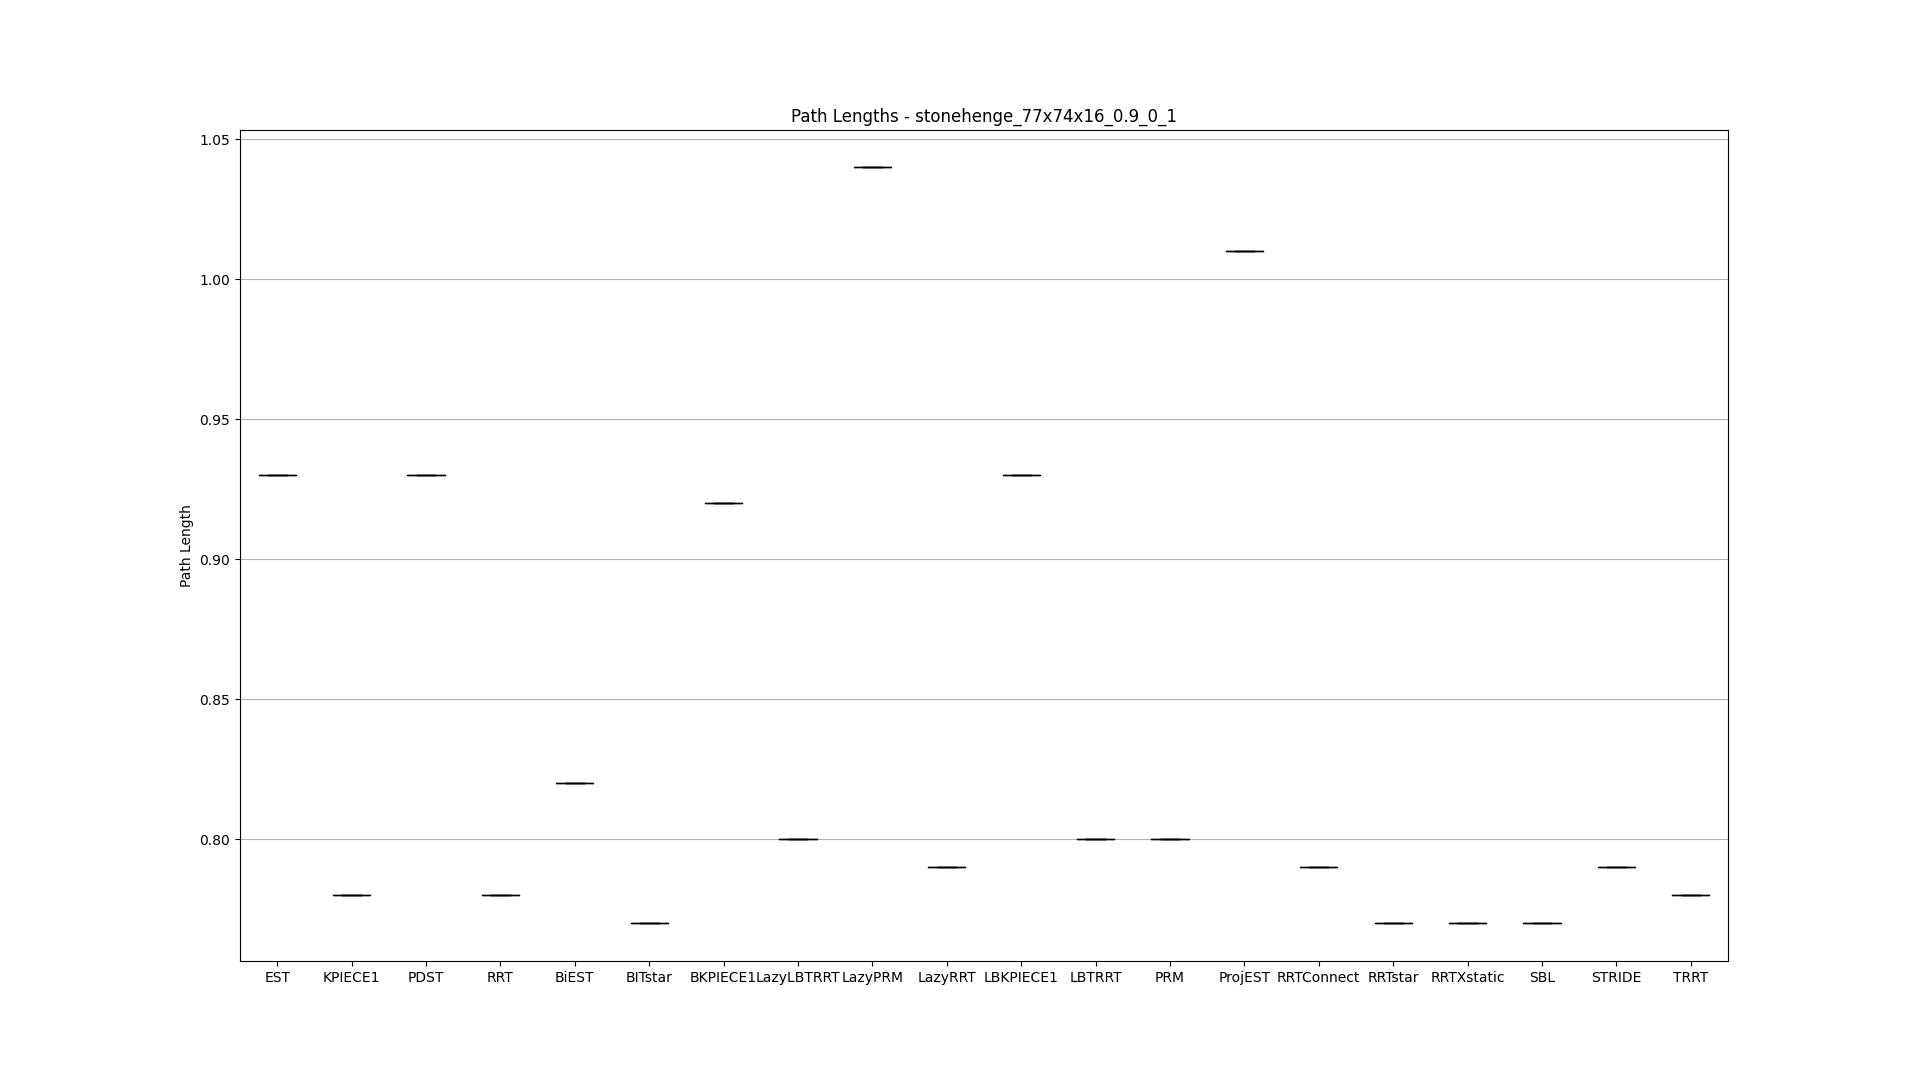 Path Lengths - stonehenge_77x74x16_0.9_0_1
1.05
1.00
0.95
0.90
0.85
0.80
Path Length
EST KPIECE1 PDST RRT BiEST BITstar BKPIECE1 LazyLBTRRT LazyPRM LazyRRT LBKPIECE1 LBTRRT PRM ProjEST RRTConnect RRTstar RRTXstatic SBL STRIDE TRRT